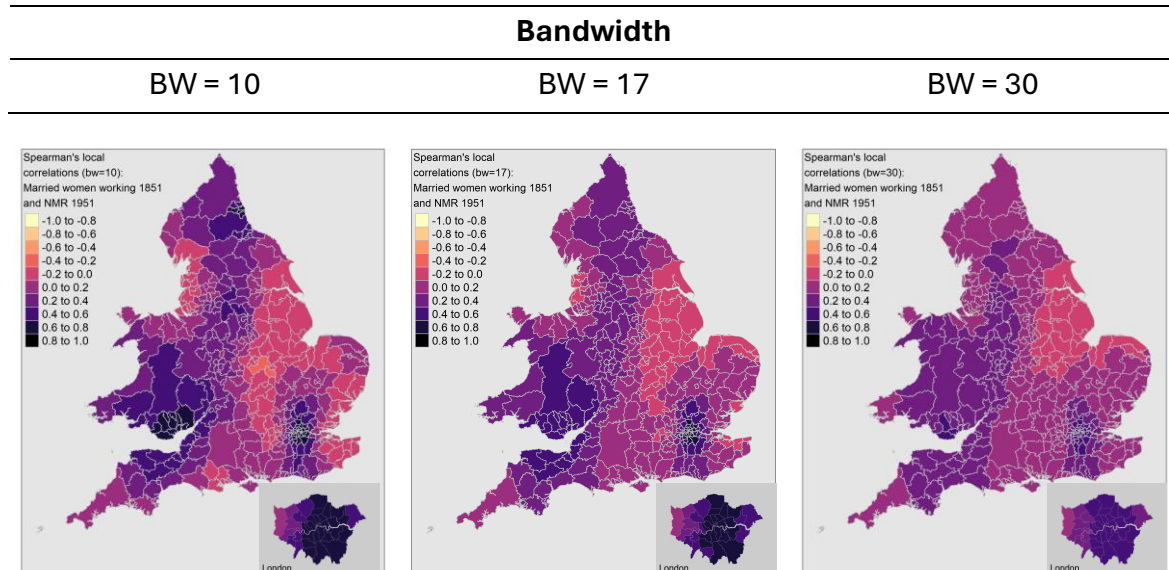 Bandwidth
BW = 10 BW = 17 BW = 30
Spearman's local
correlations (bw=10):
Married women working 1851
and NMR 1951
-1.0 to -0.8
-0.8 to -0.6
-0.6 to -0.4
-0.4 to -0.2
-0.2 to 0.0
0.0 to 0.2
0.2 to 0.4
0.4 to 0.6
0.6 to 0.8
0.8 to 1.0
London
Spearman's local
correlations (bw=17):
Married women working 1851
and NMR 1951
-1.0 to -0.8
-0.8 to -0.6
-0.6 to -0.4
-0.4 to -0.2
-0.2 to 0.0
0.0 to 0.2
0.2 to 0.4
0.4 to 0.6
0.6 to 0.8
0.8 to 1.0
London
Spearman's local
correlations (bw=30):
Married women working 1851
and NMR 1951
-1.0 to -0.8
-0.8 to -0.6
-0.6 to -0.4
-0.4 to -0.2
-0.2 to 0.0
0.0 to 0.2
0.2 to 0.4
0.4 to 0.6
0.6 to 0.8
0.8 to 1.0
London